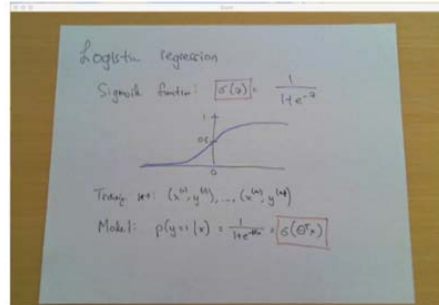 Logistic regression
Sigmoid function: σ(z) = 1/(1+e^-z)
1
0.5
0
Training set: (x^(1), y^(1)), ..., (x^(n), y^(n))
Model: p(y=1|x) = 1/(1+e^-θᵀx) = σ(θᵀx)